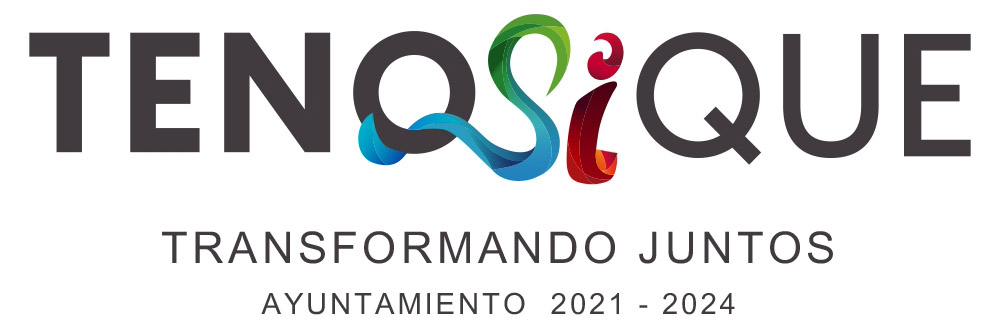 TENOSiQUE
TRANSFORMANDO JUNTOS
AYUNTAMIENTO 2021 - 2024